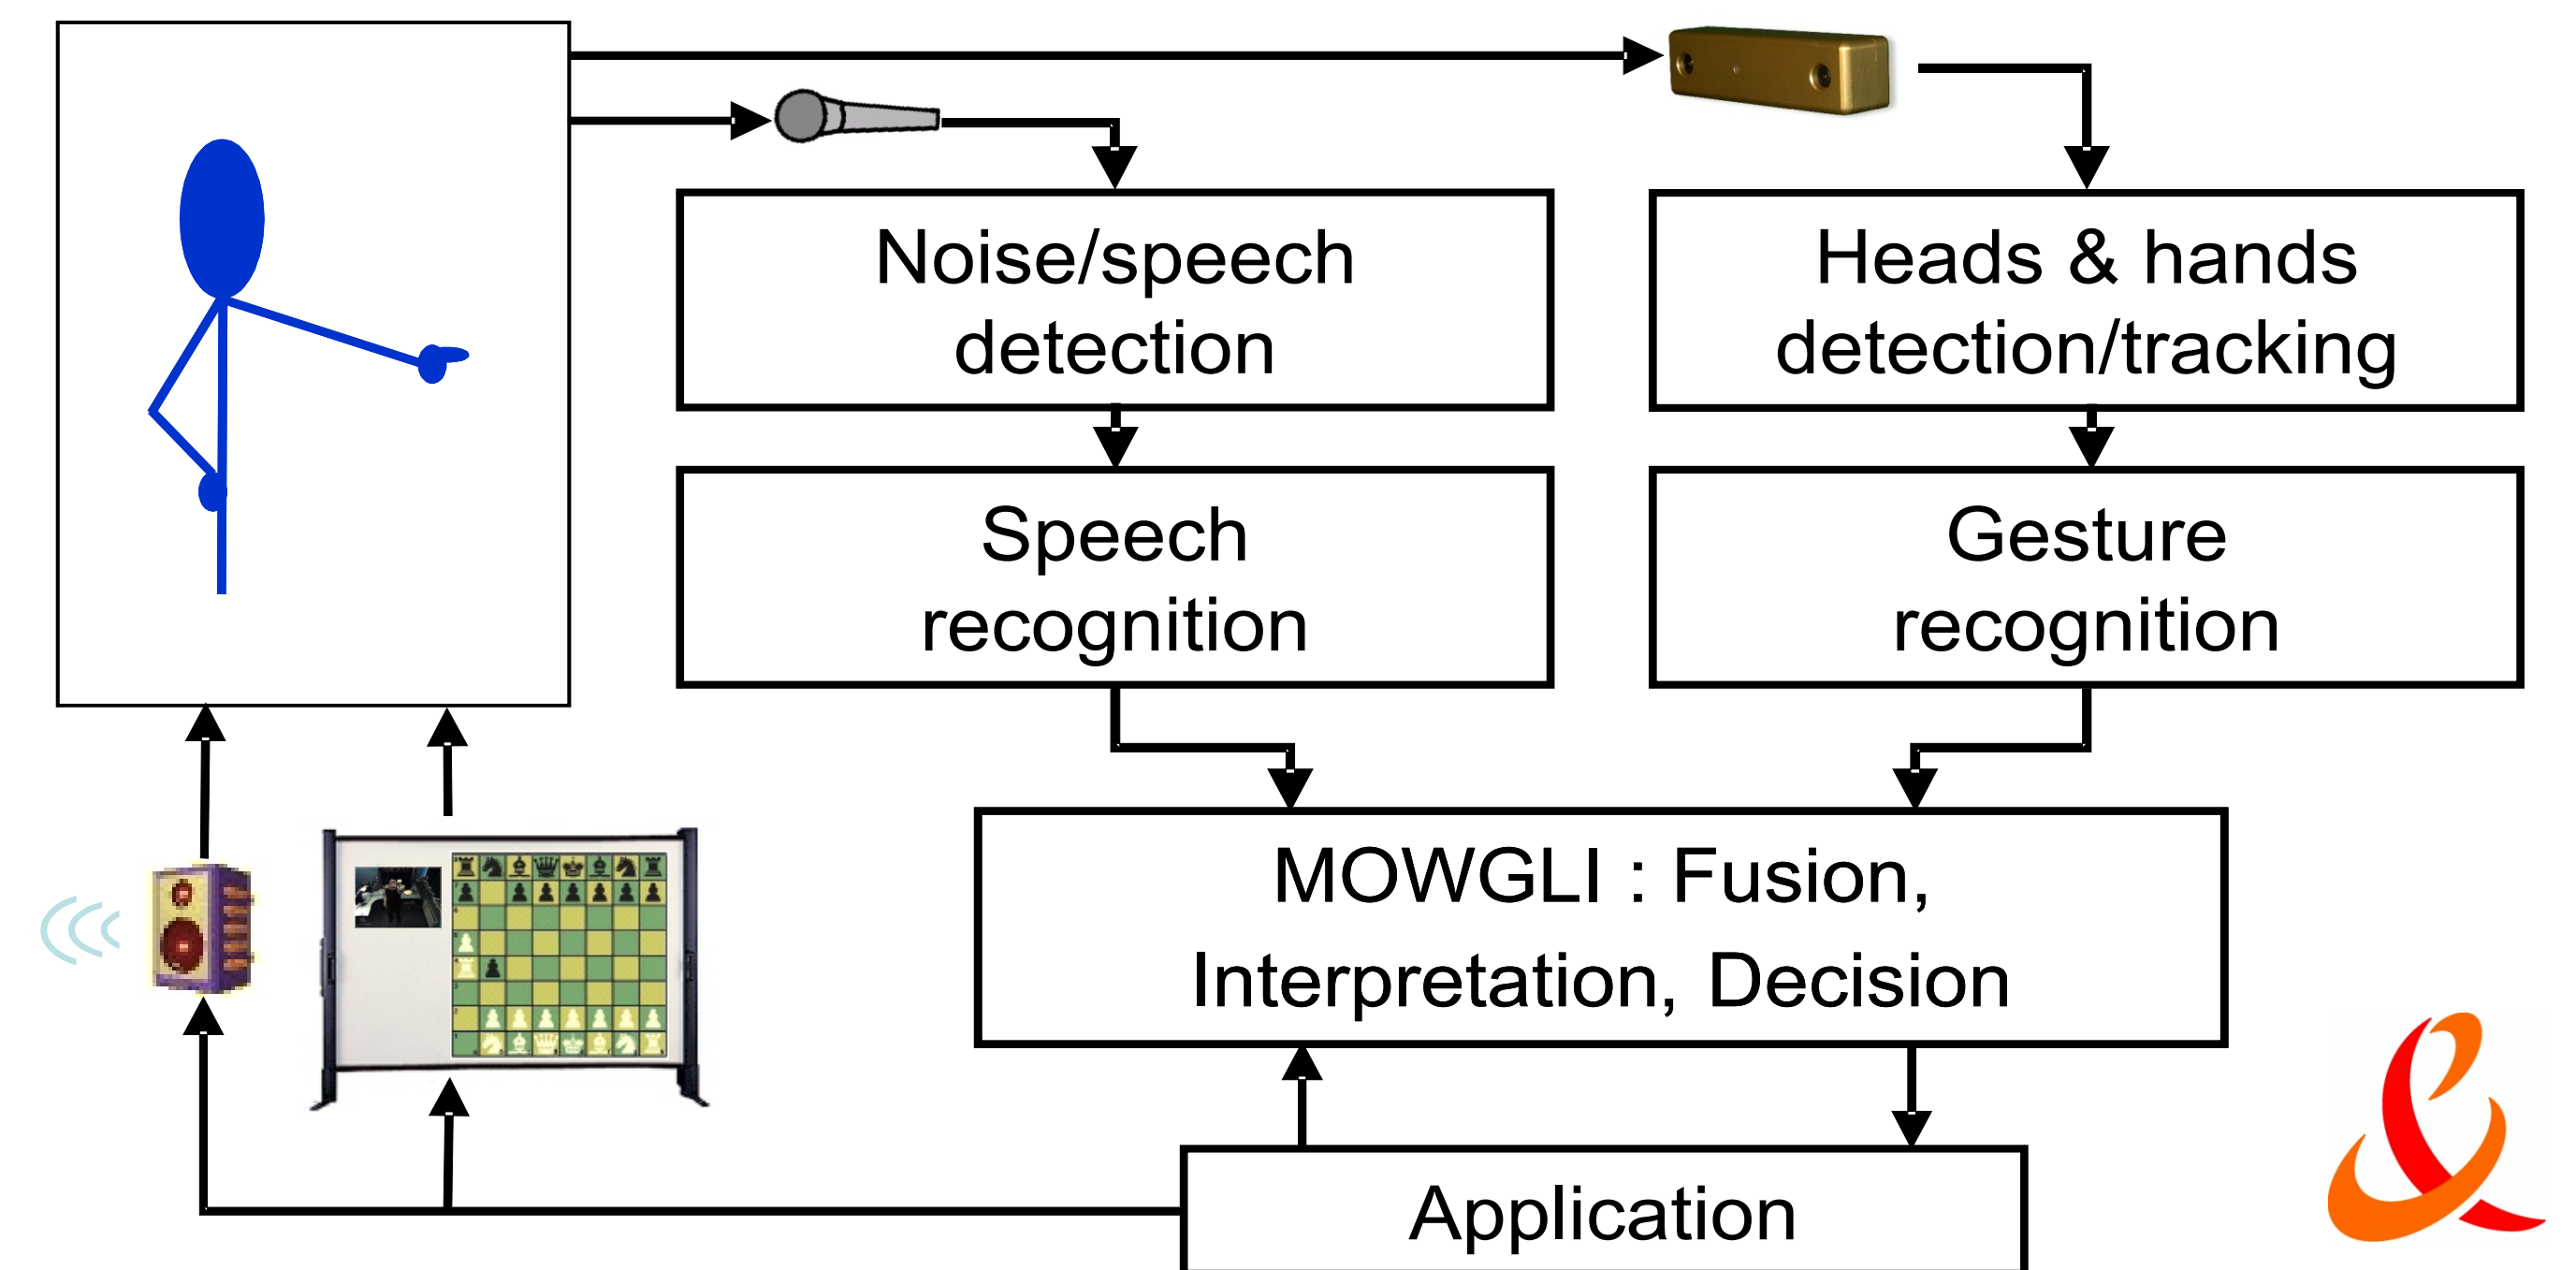 Noise/speech
detection
Heads & hands
detection/tracking
Speech
recognition
Gesture
recognition
MOWGLI : Fusion,
Interpretation, Decision
Application